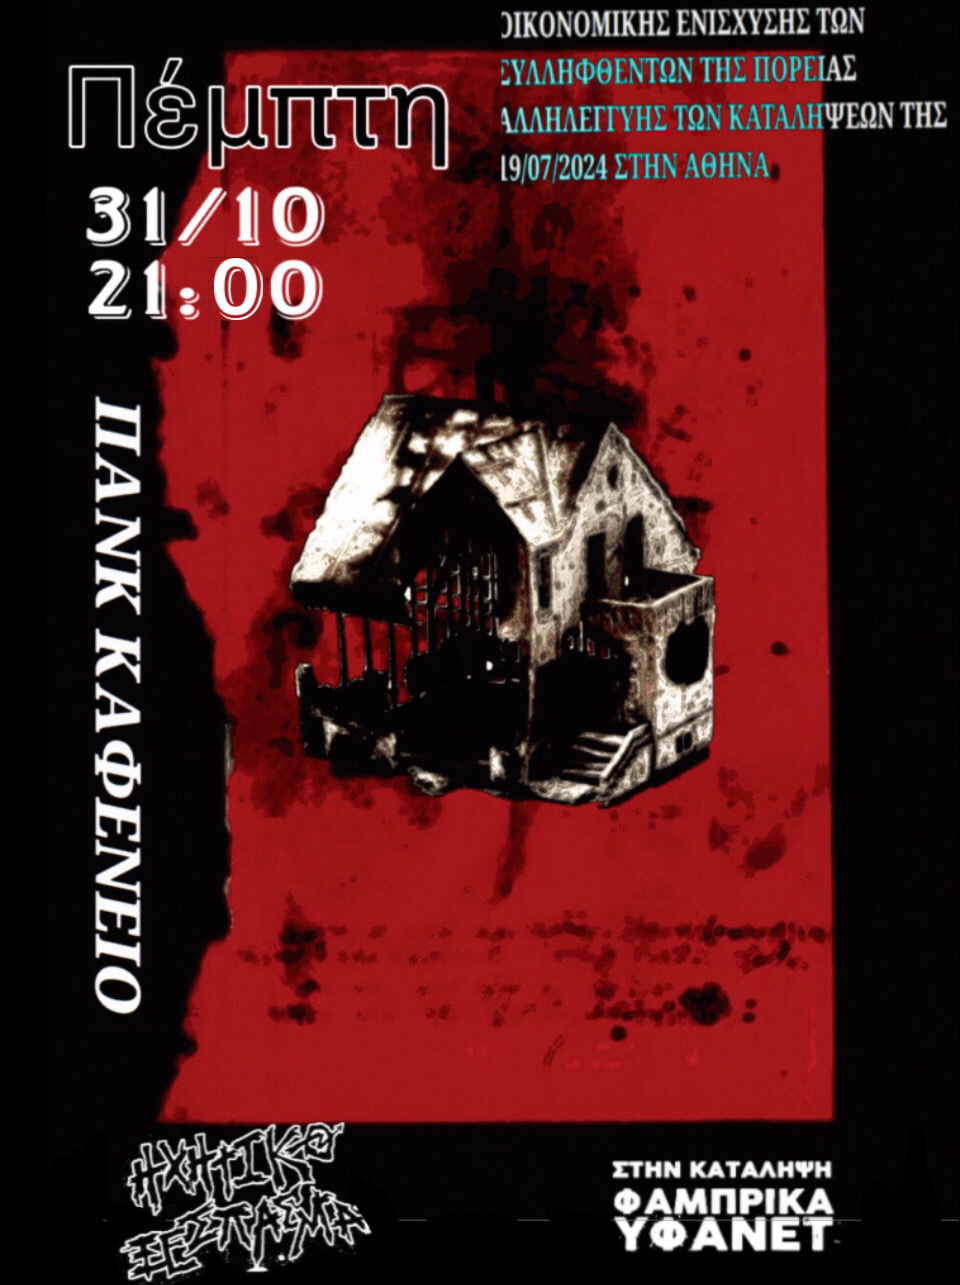 ΟΙΚΟΝΟΜΙΚΗΣ ΕΝΙΣΧΥΣΗΣ ΤΩΝ
ΣΥΛΛΗΦΘΕΝΤΩΝ ΤΗΣ ΠΟΡΕΙΑΣ
ΑΛΛΗΛΕΓΓΥΗΣ ΤΩΝ ΚΑΤΑΛΗΨΕΩΝ ΤΗΣ
19/07/2024 ΣΤΗΝ ΑΘΗΝΑ
Πέμπτη
31/10
21:00
ΠΑΝΚ ΚΑΦΕΝΕΙΟ
ΗΧΗΤΙΚΟ
ΞΕΣΠΑΣΜΑ
ΣΤΗΝ ΚΑΤΑΛΗΨΗ
ΦΑΜΠΡΙΚΑ
ΥΦΑΝΕΤ